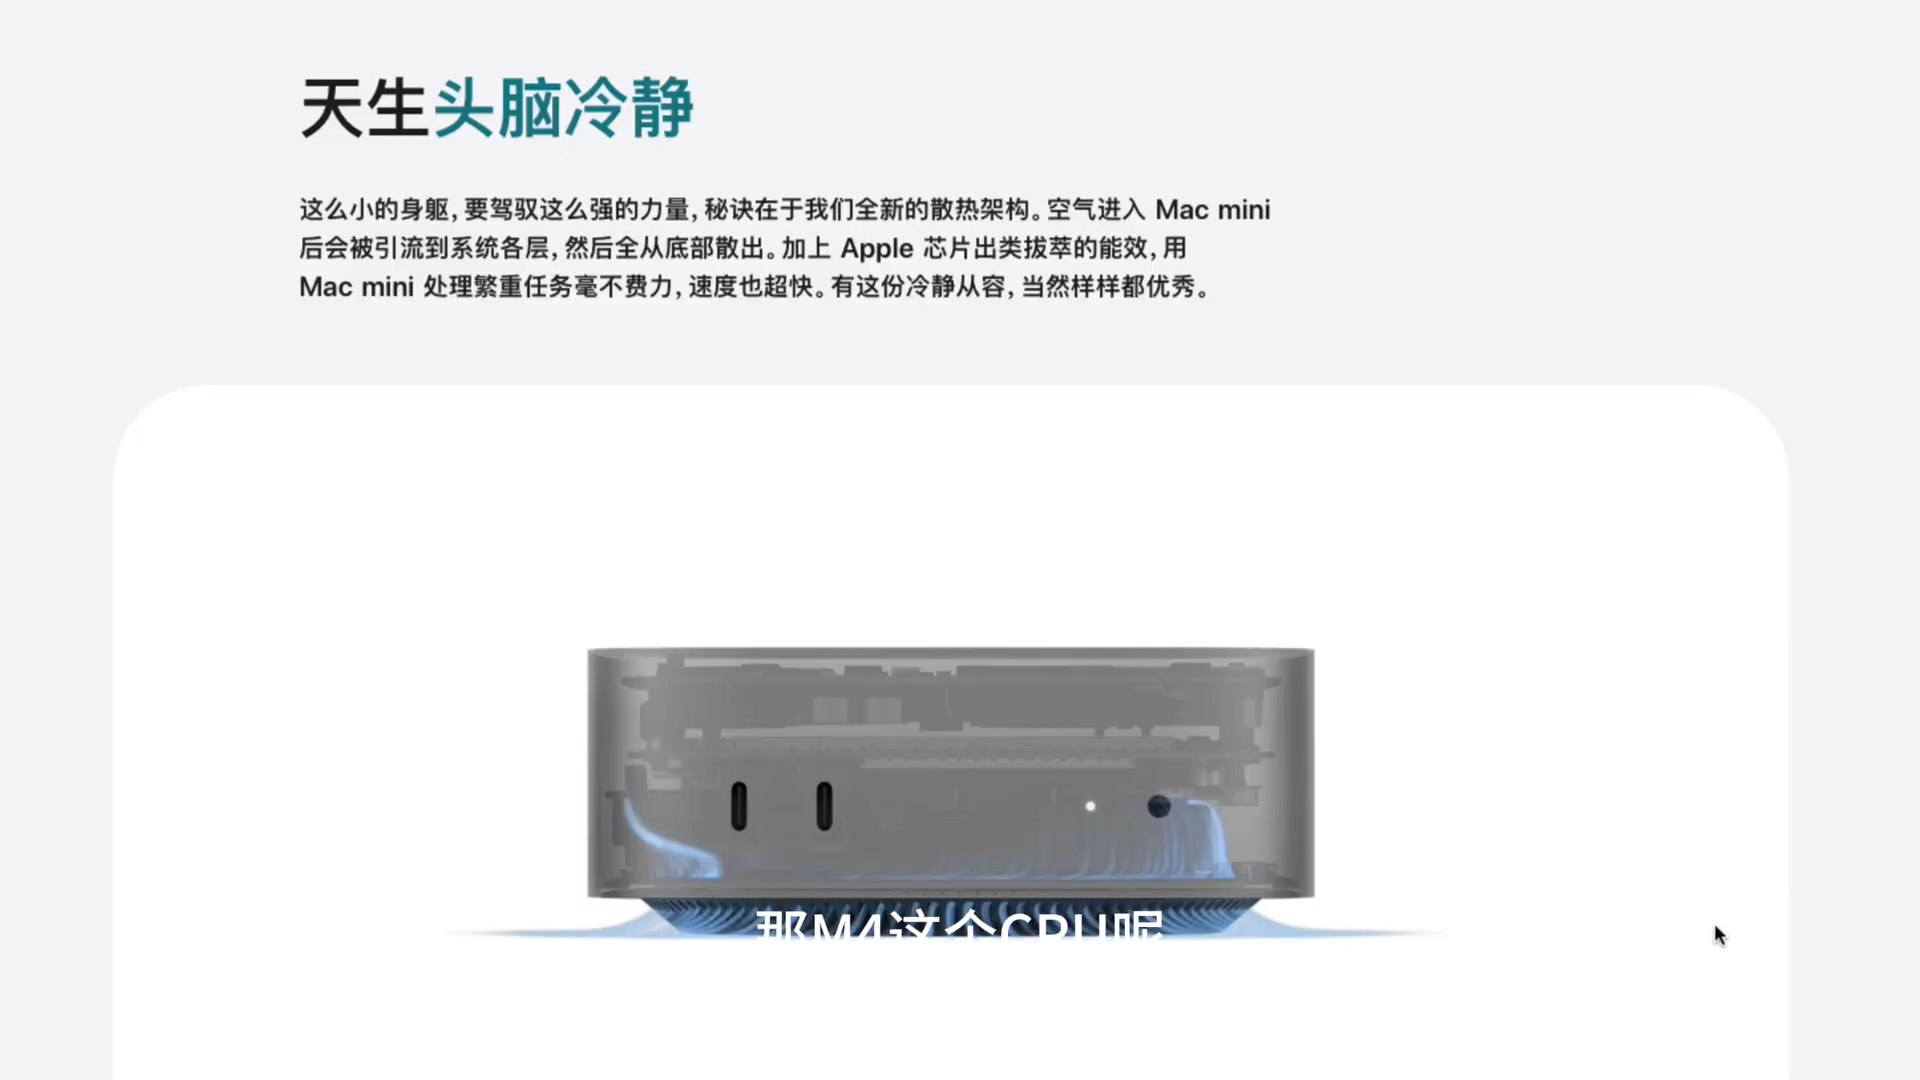 天生头脑冷静
这么小的身躯，要驾驭这么强的力量，秘诀在于我们全新的散热架构。空气进入 Mac mini
后会被引流到系统各层，然后全从底部散出。加上 Apple 芯片出类拔萃的能效，用
Mac mini 处理繁重任务毫不费力，速度也超快。有这份冷静从容，当然样样都优秀。
那M4这个CPU呢